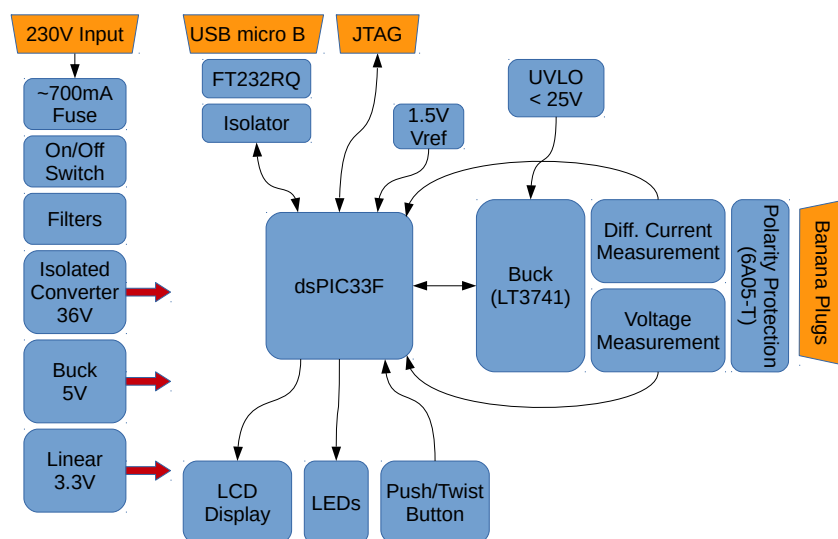 230V Input
~700mA
Fuse
On/Off
Switch
Filters
Isolated
Converter
36V
Buck
5V
Linear
3.3V
USB micro B
FT232RQ
Isolator
JTAG
1.5V
Vref
UVLO
< 25V
dsPIC33F
Buck
(LT3741)
Diff. Current
Measurement
Voltage
Measurement
Polarity Protection
(6A05-T)
Banana Plugs
LCD
Display
LEDs
Push/Twist
Button